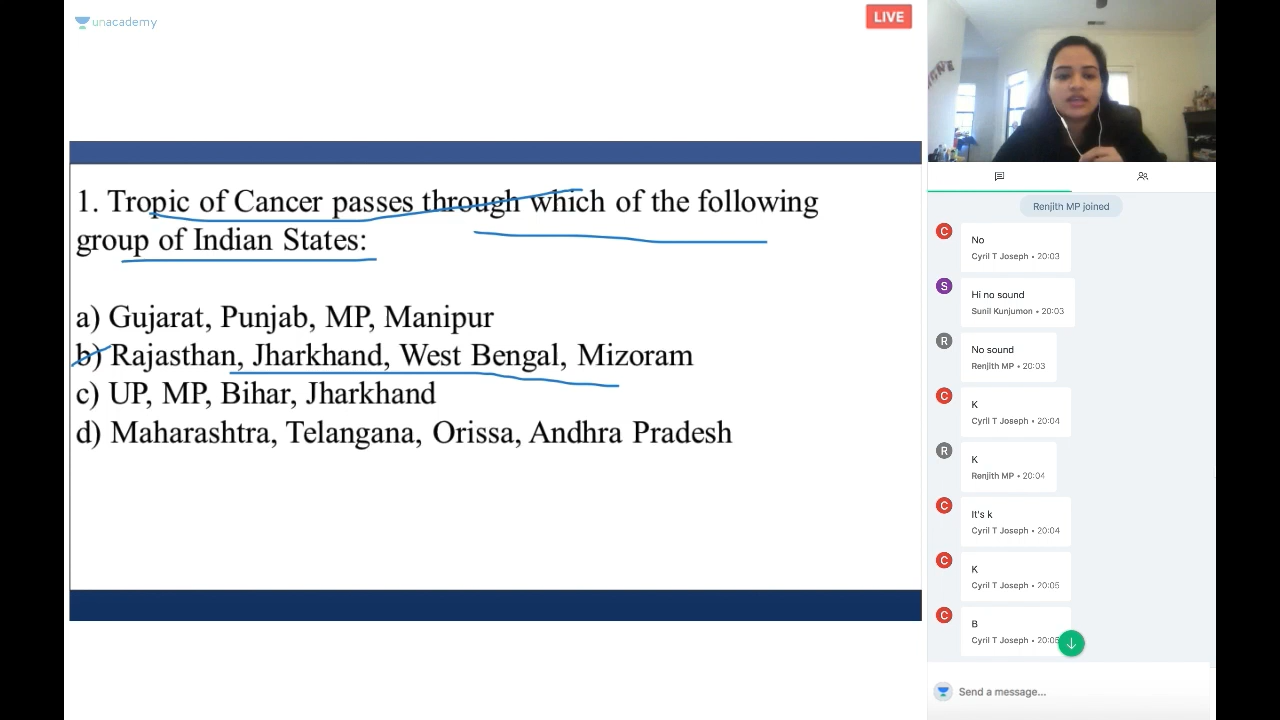 unacademy
LIVE
1. Tropic of Cancer passes through which of the following
group of Indian States:
a) Gujarat, Punjab, MP, Manipur
b) Rajasthan, Jharkhand, West Bengal, Mizoram
c) UP, MP, Bihar, Jharkhand
d) Maharashtra, Telangana, Orissa, Andhra Pradesh
Renjith MP joined
C
No
Cyril T Joseph • 20:03
S
Hi no sound
Sunil Kunjumon • 20:03
R
No sound
Renjith MP • 20:03
C
K
Cyril T Joseph • 20:04
R
K
Renjith MP • 20:04
C
It's k
Cyril T Joseph • 20:04
C
K
Cyril T Joseph • 20:05
C
B
Cyril T Joseph
Send a message...